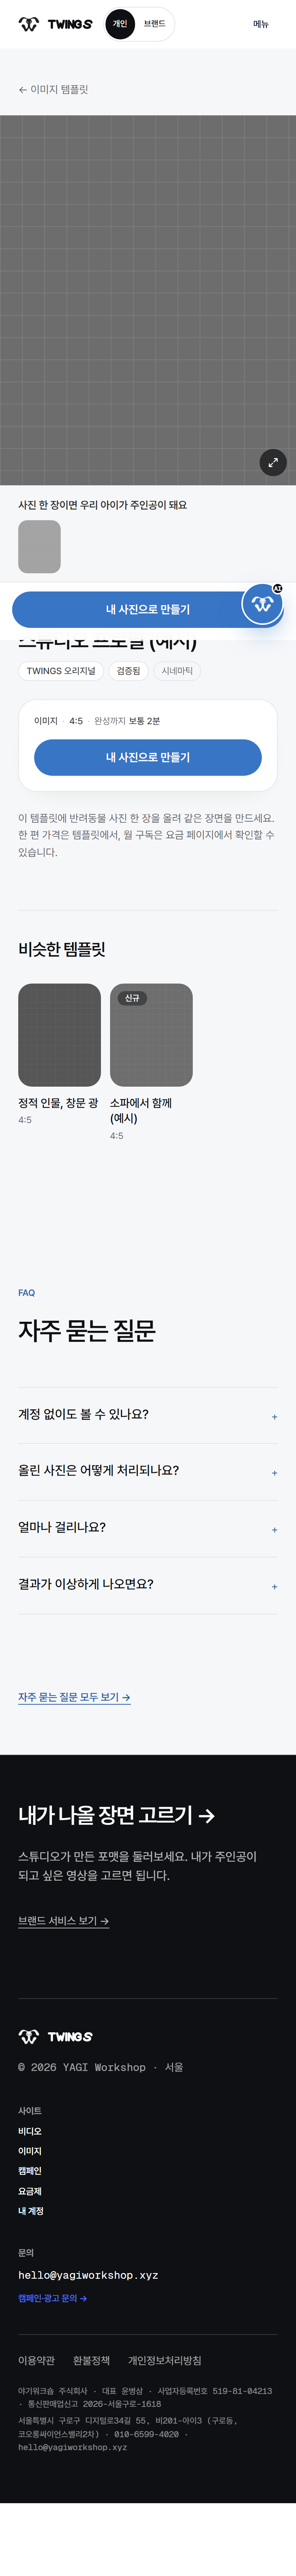 TWINGS
개인
브랜드
메뉴
← 이미지 템플릿
사진 한 장이면 우리 아이가 주인공이 돼요
내 사진으로 만들기
AI
스튜디오 프로필 (예시)
TWINGS 오리지널
검증됨
시네마틱
이미지 · 4:5 · 완성까지 보통 2분
내 사진으로 만들기
이 템플릿에 반려동물 사진 한 장을 올려 같은 장면을 만드세요.
한 편 가격은 템플릿에서, 월 구독은 요금 페이지에서 확인할 수
있습니다.
비슷한 템플릿
신규
정적 인물, 창문 광
4:5
소파에서 함께
(예시)
4:5
FAQ
자주 묻는 질문
계정 없이도 볼 수 있나요?
+
올린 사진은 어떻게 처리되나요?
+
얼마나 걸리나요?
+
결과가 이상하게 나오면요?
+
자주 묻는 질문 모두 보기 →
내가 나올 장면 고르기 →
스튜디오가 만든 포맷을 둘러보세요. 내가 주인공이
되고 싶은 영상을 고르면 됩니다.
브랜드 서비스 보기 →
TWINGS
© 2026 YAGI Workshop · 서울
사이트
비디오
이미지
캠페인
요금제
내 계정
문의
hello@yagiworkshop.xyz
캠페인·광고 문의 →
이용약관
환불정책
개인정보처리방침
야기워크숍 주식회사 · 대표 윤병삼 · 사업자등록번호 519-81-04213
· 통신판매업신고 2026-서울구로-1618
서울특별시 구로구 디지털로34길 55, 비201-아이3 (구로동,
코오롱싸이언스밸리2차) · 010-6599-4020 ·
hello@yagiworkshop.xyz